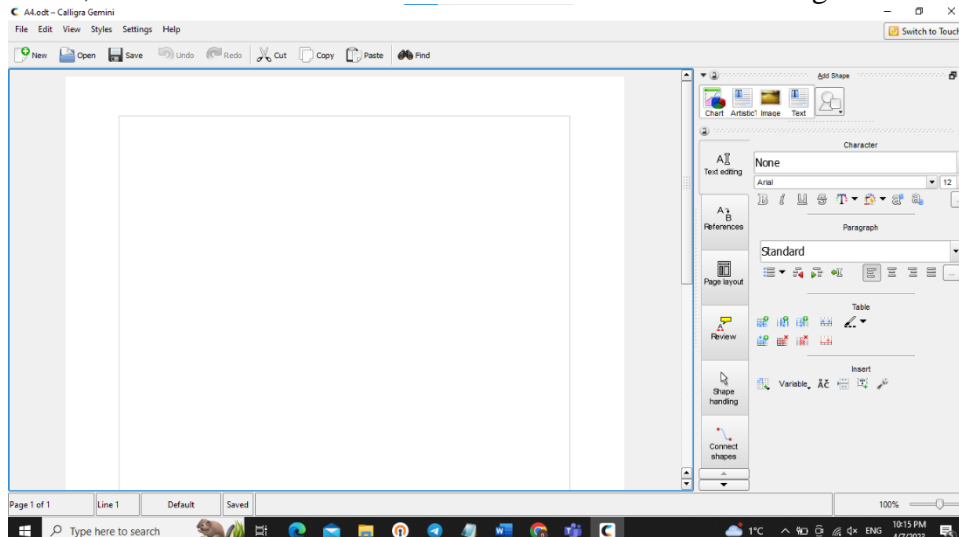 A4.odt – Calligra Gemini
File Edit View Styles Settings Help
Switch to Touch
New Open Save Undo Redo Cut Copy Paste Find
Add Shape
Chart Artistic Image Text
Character
Text editing
None
Arial 12
References
Paragraph
Standard
Page layout
Table
Review
Insert
Variable
Shape handling
Connect shapes
Page 1 of 1 Line 1 Default Saved 100%
Type here to search 1°C ENG 10:15 PM